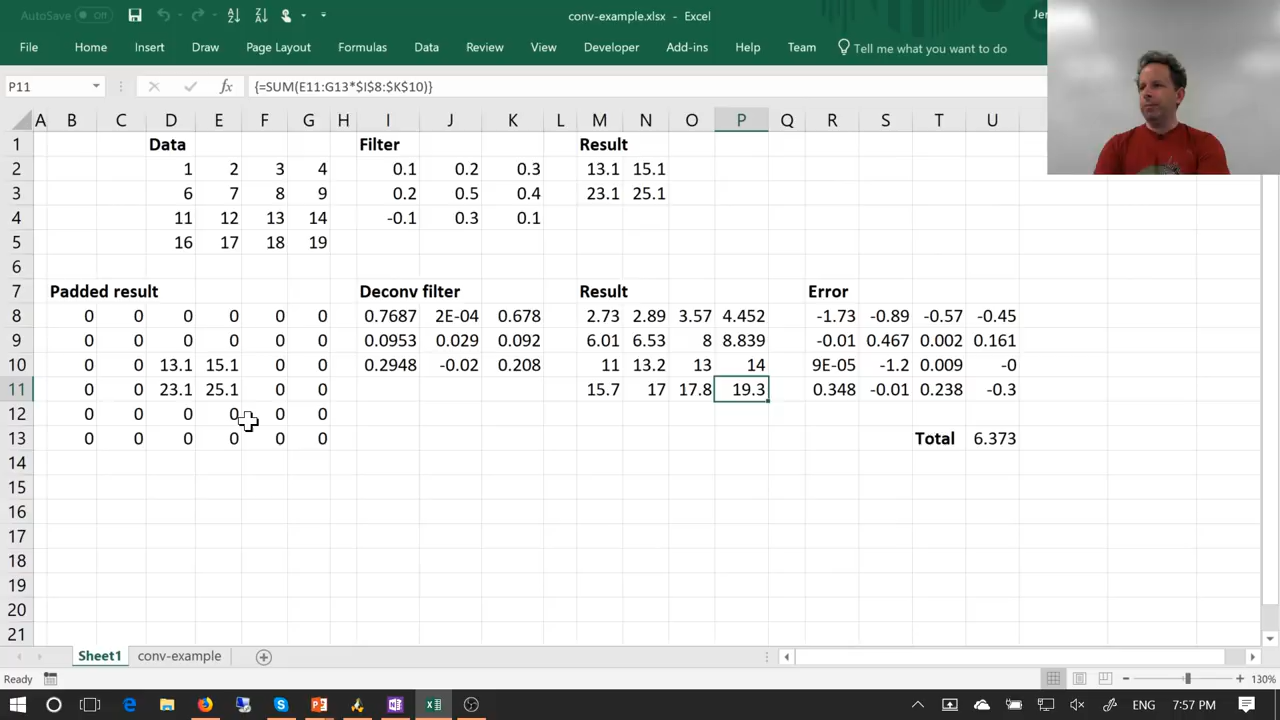 AutoSave Off conv-example.xlsx - Excel Jer
File Home Insert Draw Page Layout Formulas Data Review View Developer Add-ins Help Team Tell me what you want to do
P11 fx {=SUM(E11:G13*$I$8:$K$10)}
A B C D E F G H I J K L M N O P Q R S T U
1 Data Filter Result
2 1 2 3 4 0.1 0.2 0.3 13.1 15.1
3 6 7 8 9 0.2 0.5 0.4 23.1 25.1
4 11 12 13 14 -0.1 0.3 0.1
5 16 17 18 19
6
7 Padded result Deconv filter Result Error
8 0 0 0 0 0 0 0.7687 2E-04 0.678 2.73 2.89 3.57 4.452 -1.73 -0.89 -0.57 -0.45
9 0 0 0 0 0 0 0.0953 0.029 0.092 6.01 6.53 8 8.839 -0.01 0.467 0.002 0.161
10 0 0 13.1 15.1 0 0 0.2948 -0.02 0.208 11 13.2 13 14 9E-05 -1.2 0.009 -0
11 0 0 23.1 25.1 0 0 15.7 17 17.8 19.3 0.348 -0.01 0.238 -0.3
12 0 0 0 0 0 0
13 0 0 0 0 0 0 Total 6.373
14
15
16
17
18
19
20
21
Sheet1 conv-example
Ready 130%
ENG 7:57 PM